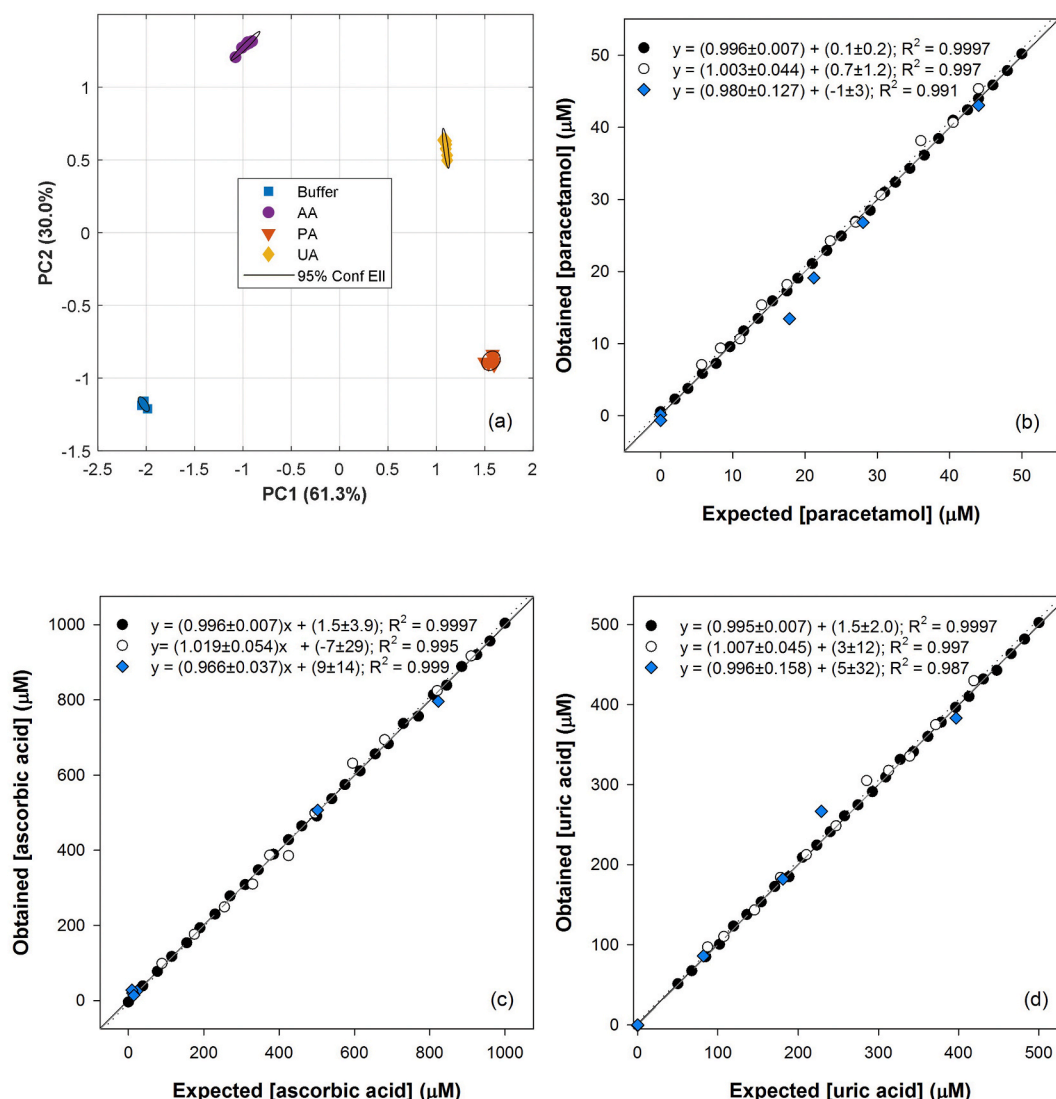 1
0.5
0
-0.5
-1
-1.5
PC2 (30.0%)
Buffer
AA
PA
UA
95% Conf Ell
(a)
-2.5 -2 -1.5 -1 -0.5 0 0.5 1 1.5 2
PC1 (61.3%)
y = (0.996±0.007) + (0.1±0.2); R² = 0.9997
y = (1.003±0.044) + (0.7±1.2); R² = 0.997
y = (0.980±0.127) + (-1±3); R² = 0.991
50
40
30
20
10
0
Obtained [paracetamol] (μM)
(b)
0 10 20 30 40 50
Expected [paracetamol] (μM)
y = (0.996±0.007)x + (1.5±3.9); R² = 0.9997
y= (1.019±0.054)x + (-7±29); R² = 0.995
y = (0.966±0.037)x + (9±14); R² = 0.999
1000
800
600
400
200
0
Obtained [ascorbic acid] (μM)
(c)
0 200 400 600 800 1000
Expected [ascorbic acid] (μM)
y = (0.995±0.007) + (1.5±2.0); R² = 0.9997
y = (1.007±0.045) + (3±12); R² = 0.997
y = (0.996±0.158) + (5±32); R² = 0.987
500
400
300
200
100
0
Obtained [uric acid] (μM)
(d)
0 100 200 300 400 500
Expected [uric acid] (μM)